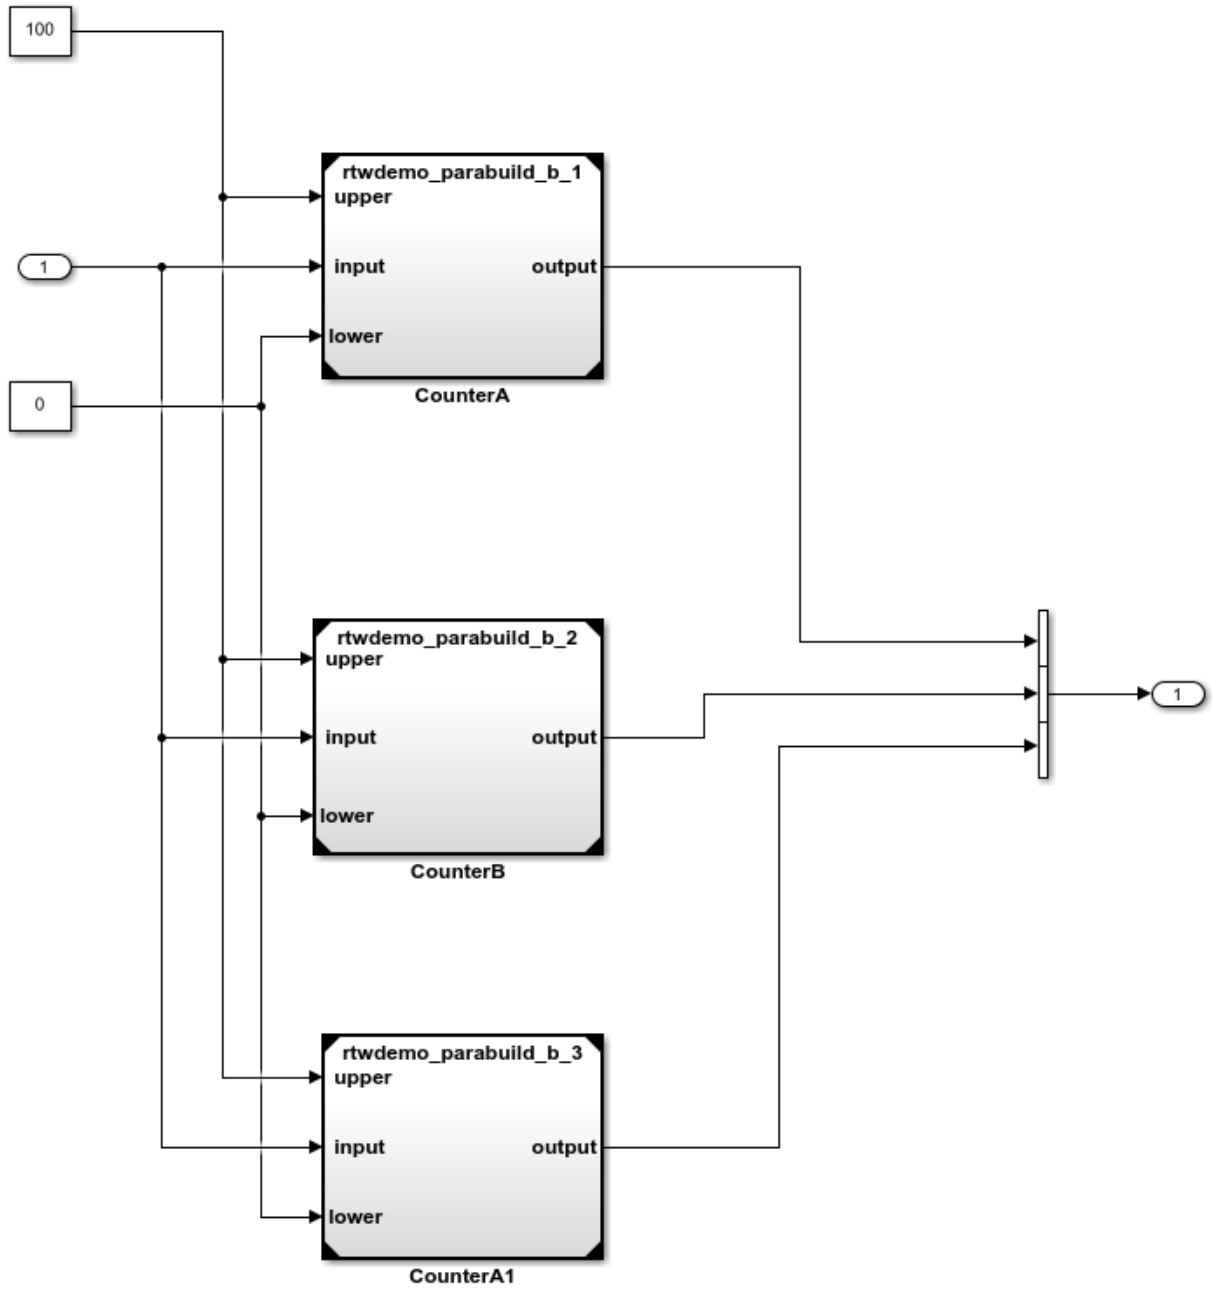 100
rtwdemo_parabuild_b_1
upper
1
input
output
lower
CounterA
0
rtwdemo_parabuild_b_2
upper
1
input
output
lower
CounterB
rtwdemo_parabuild_b_3
upper
input
output
lower
CounterA1